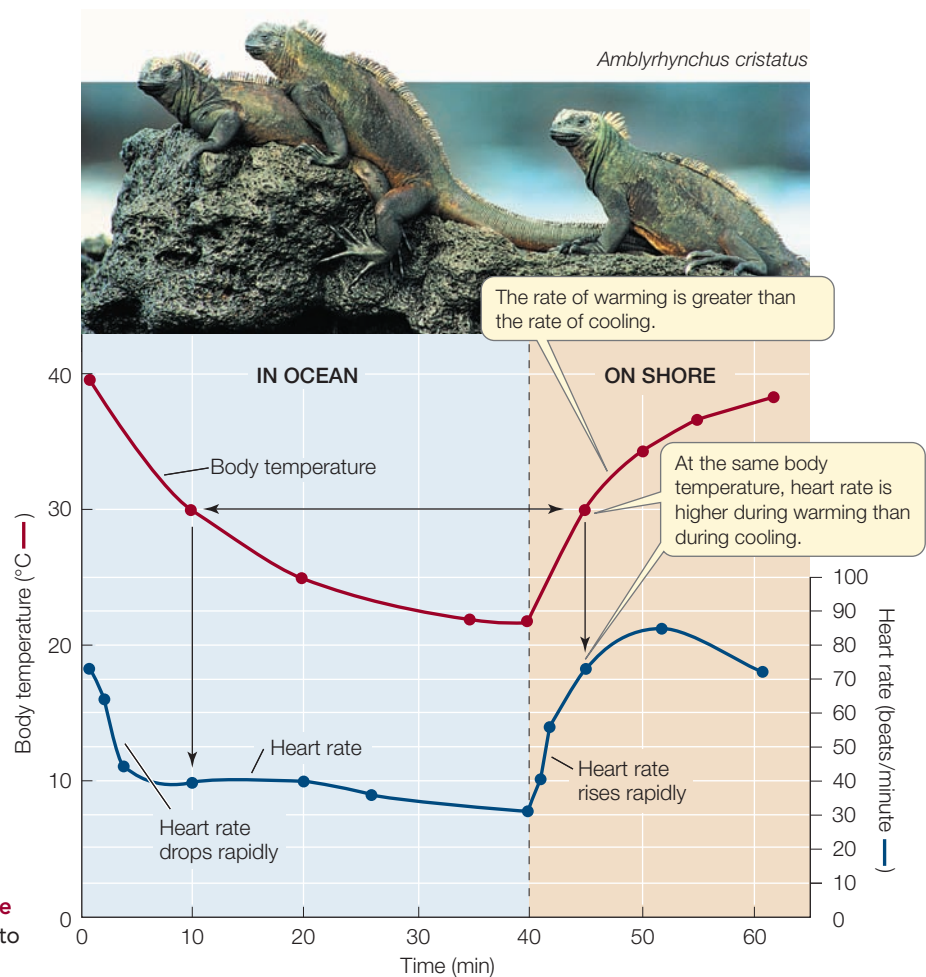 Amblyrhynchus cristatus
The rate of warming is greater than
the rate of cooling.
IN OCEAN
ON SHORE
Body temperature
At the same body
temperature, heart rate is
higher during warming than
during cooling.
Heart rate
Heart rate
drops rapidly
Heart rate
rises rapidly
Body temperature (°C —)
40
30
20
10
0
100
90
80
70
60
50
40
30
20
10
0
Heart rate (beats/minute —)
0
10
20
30
40
50
60
Time (min)
e
to